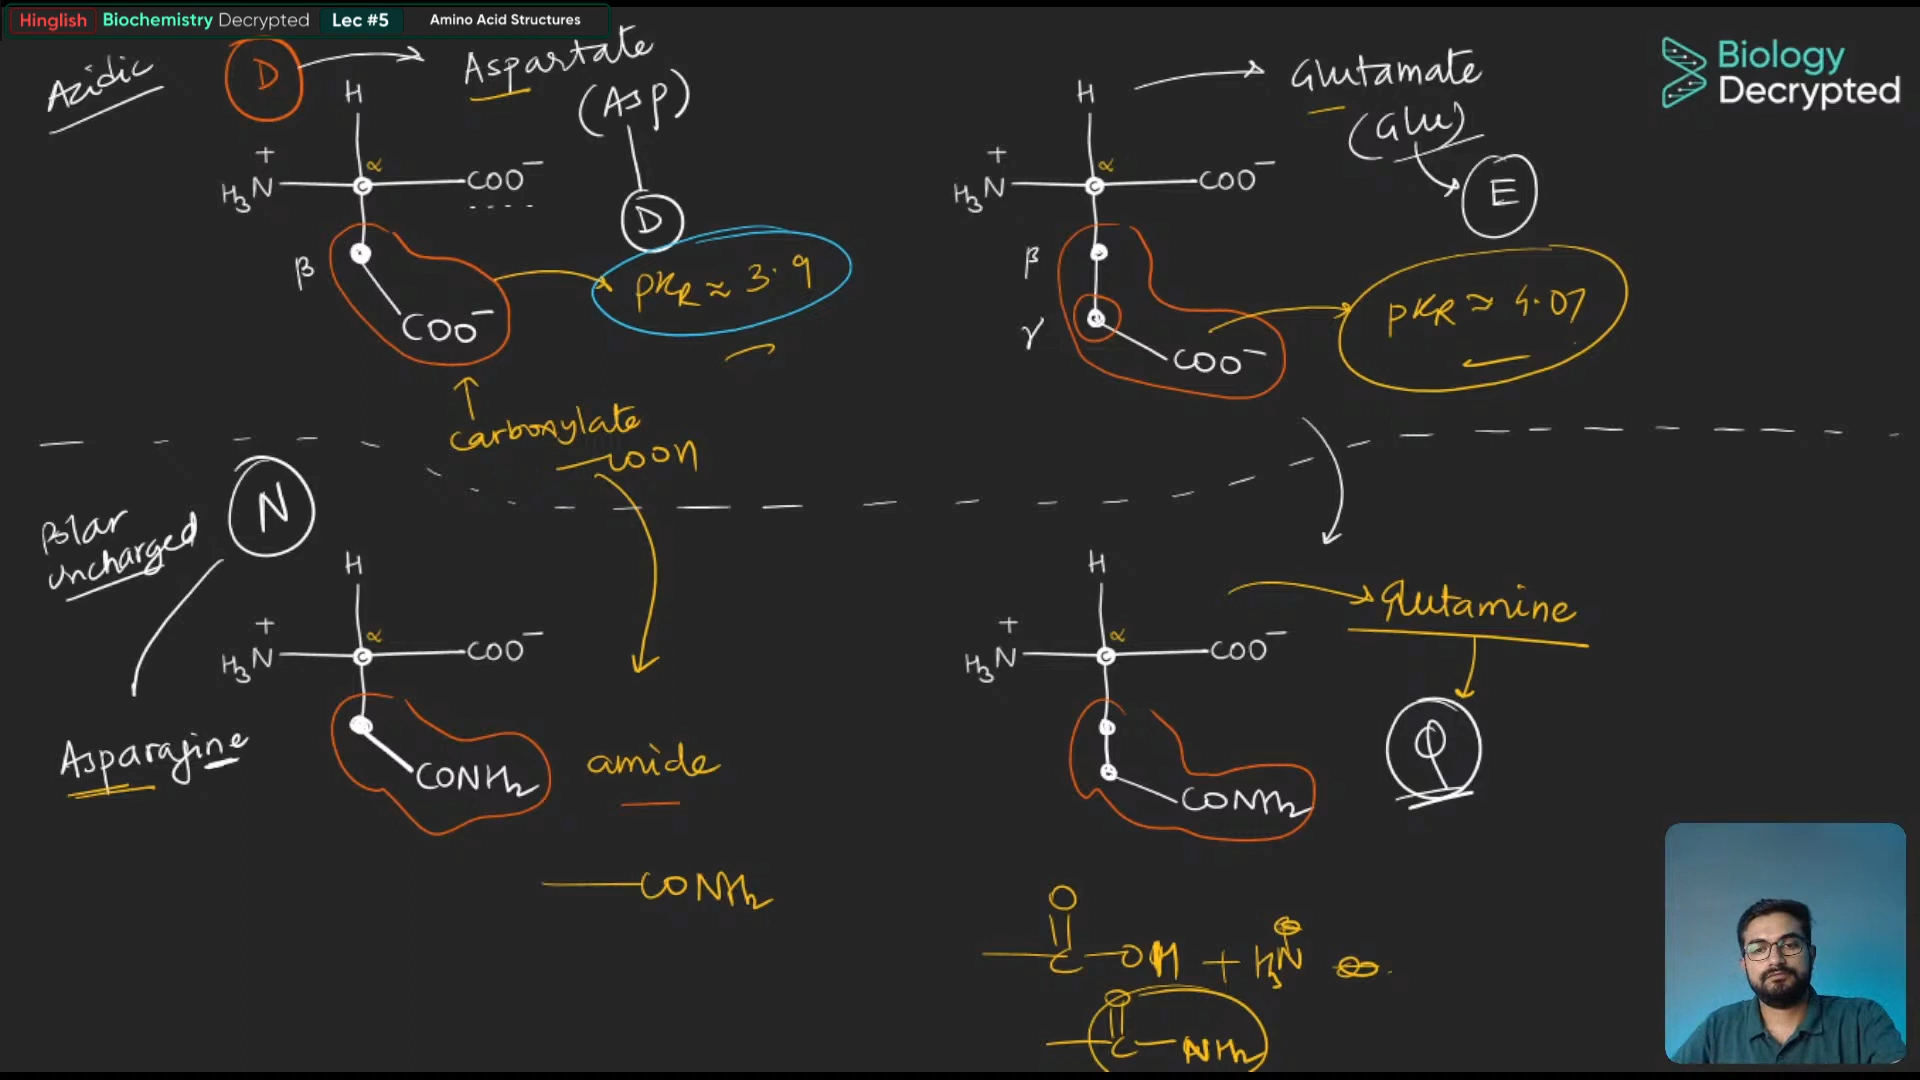 Hinglish Biochemistry Decrypted Lec #5 Amino Acid Structures
Biology
Decrypted
Acidic
D
Aspartate
(Asp)
D
H
α
+
H3N
C
COO−
β
COO−
pKR ≈ 3.9
carboxylate
Glutamate
(Glu)
E
H
α
+
H3N
C
COO−
β
γ
COO−
pKR ≈ 4.07
Polar
uncharged
N
Asparagine
H
α
+
H3N
C
COO−
CONH2
amide
—CONH2
Glutamine
Q
H
α
+
H3N
C
COO−
CONH2
O
—C—OH + H3N
O
—C—NH2